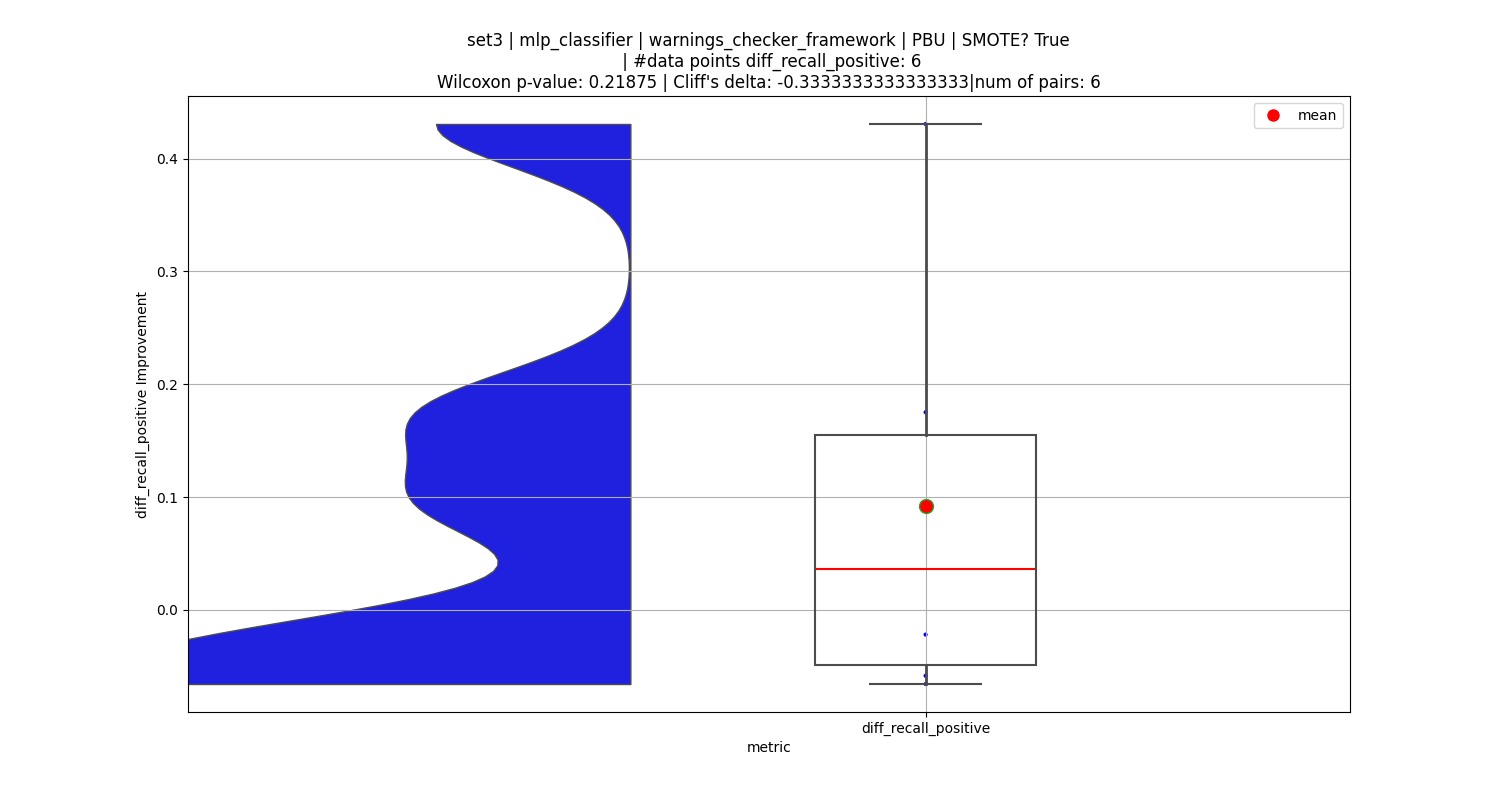 set3 | mlp_classifier | warnings_checker_framework | PBU | SMOTE? True
| #data points diff_recall_positive: 6
Wilcoxon p-value: 0.21875 | Cliff's delta: -0.3333333333333333|num of pairs: 6
mean
0.4
0.3
0.2
0.1
0.0
diff_recall_positive Improvement
diff_recall_positive
metric